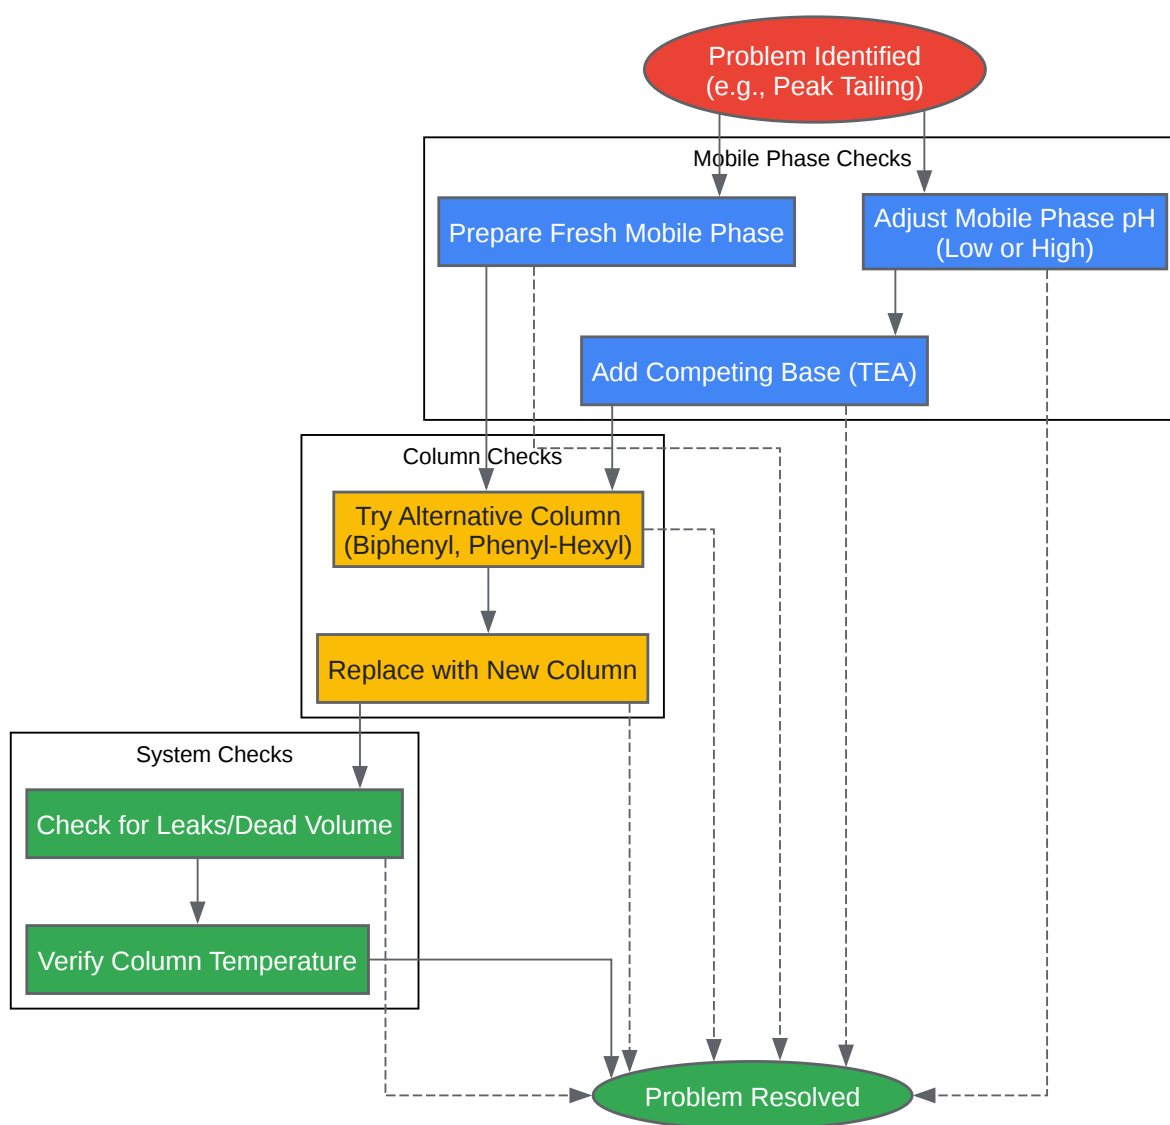 Problem Identified
(e.g., Peak Tailing)
Mobile Phase Checks
Prepare Fresh Mobile Phase
Adjust Mobile Phase pH
(Low or High)
Add Competing Base (TEA)
Column Checks
Try Alternative Column
(Biphenyl, Phenyl-Hexyl)
Replace with New Column
System Checks
Check for Leaks/Dead Volume
Verify Column Temperature
Problem Resolved